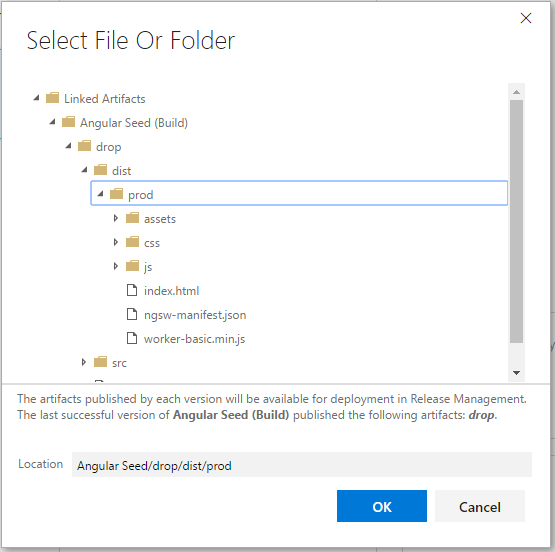 Select File Or Folder
Linked Artifacts
Angular Seed (Build)
drop
dist
prod
assets
css
js
index.html
ngsw-manifest.json
worker-basic.min.js
src
The artifacts published by each version will be available for deployment in Release Management.
The last successful version of Angular Seed (Build) published the following artifacts: drop.
Location Angular Seed/drop/dist/prod
OK Cancel